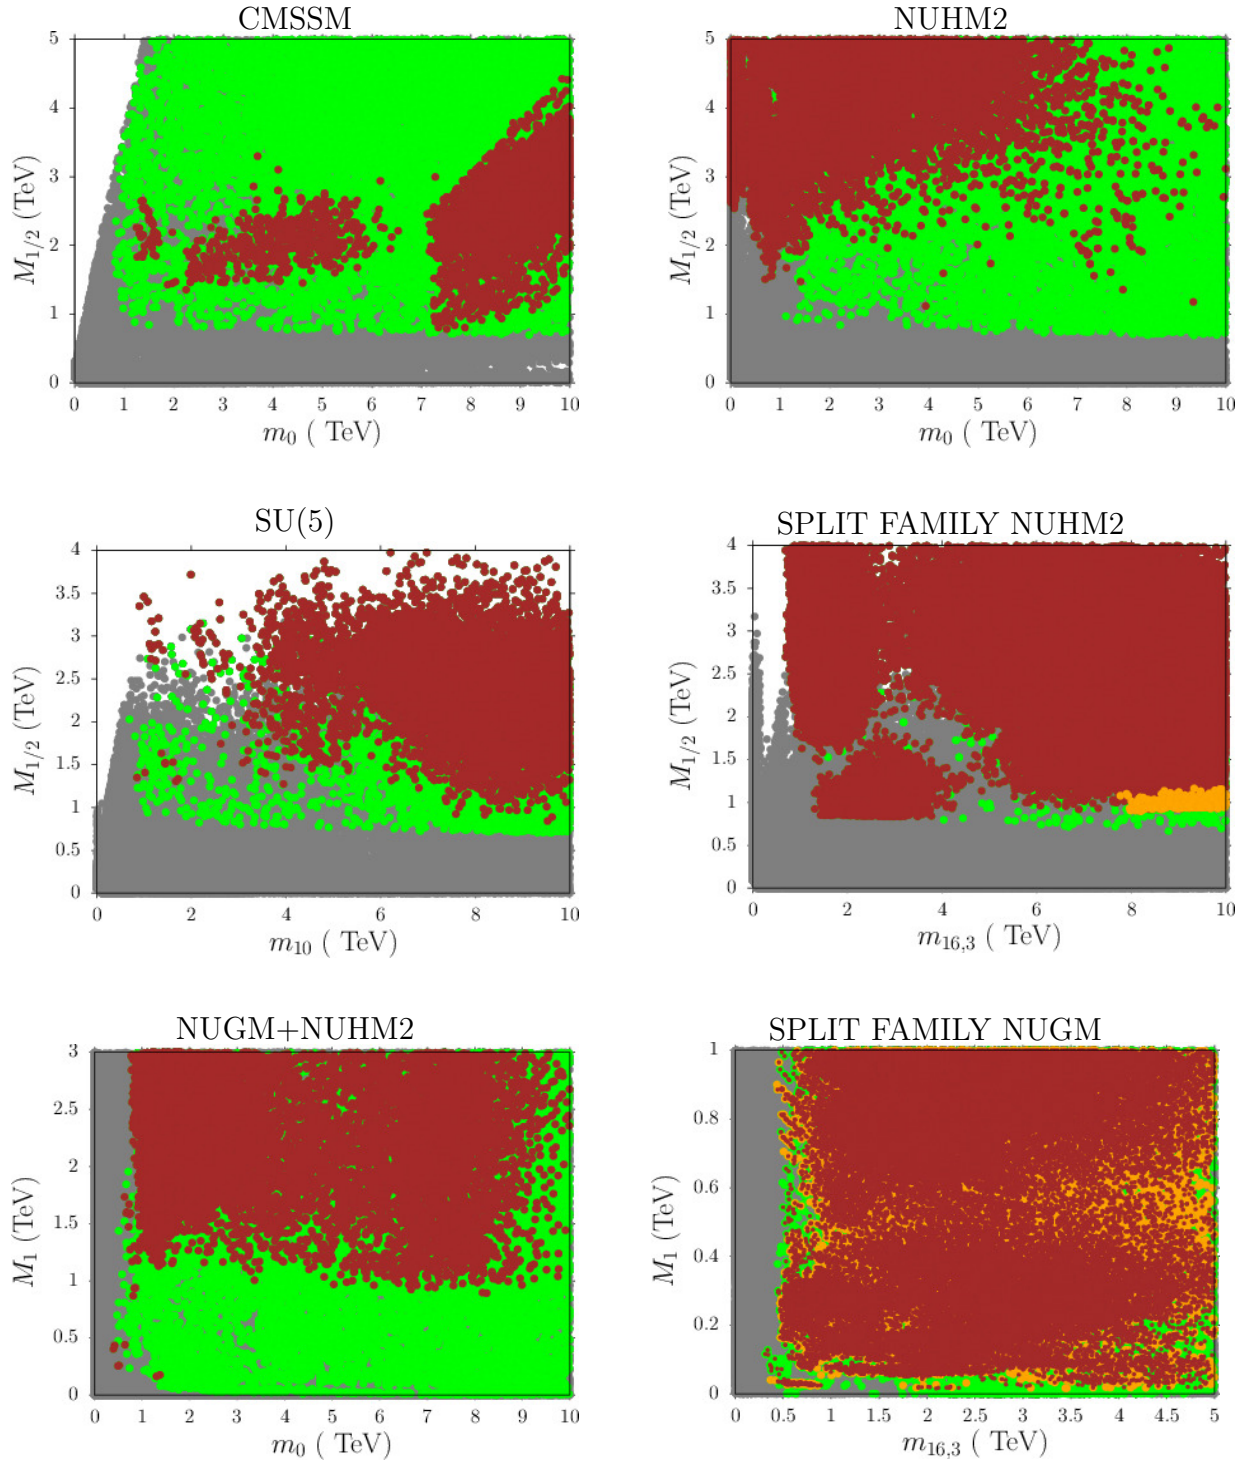 CMSSM
5
4
3
2
1
0
M1/2 (TeV)
0 1 2 3 4 5 6 7 8 9 10
m0 ( TeV)
NUHM2
5
4
3
2
1
0
M1/2 (TeV)
0 1 2 3 4 5 6 7 8 9 10
m0 ( TeV)
SU(5)
4
3.5
3
2.5
2
1.5
1
0.5
0
M1/2 (TeV)
0 2 4 6 8 10
m10 ( TeV)
SPLIT FAMILY NUHM2
4
3.5
3
2.5
2
1.5
1
0.5
0
M1/2 (TeV)
0 2 4 6 8 10
m16,3 ( TeV)
NUGM+NUHM2
3
2.5
2
1.5
1
0.5
0
M1 (TeV)
0 1 2 3 4 5 6 7 8 9 10
m0 ( TeV)
SPLIT FAMILY NUGM
1
0.8
0.6
0.4
0.2
0
M1 (TeV)
0 0.5 1 1.5 2 2.5 3 3.5 4 4.5 5
m16,3 ( TeV)